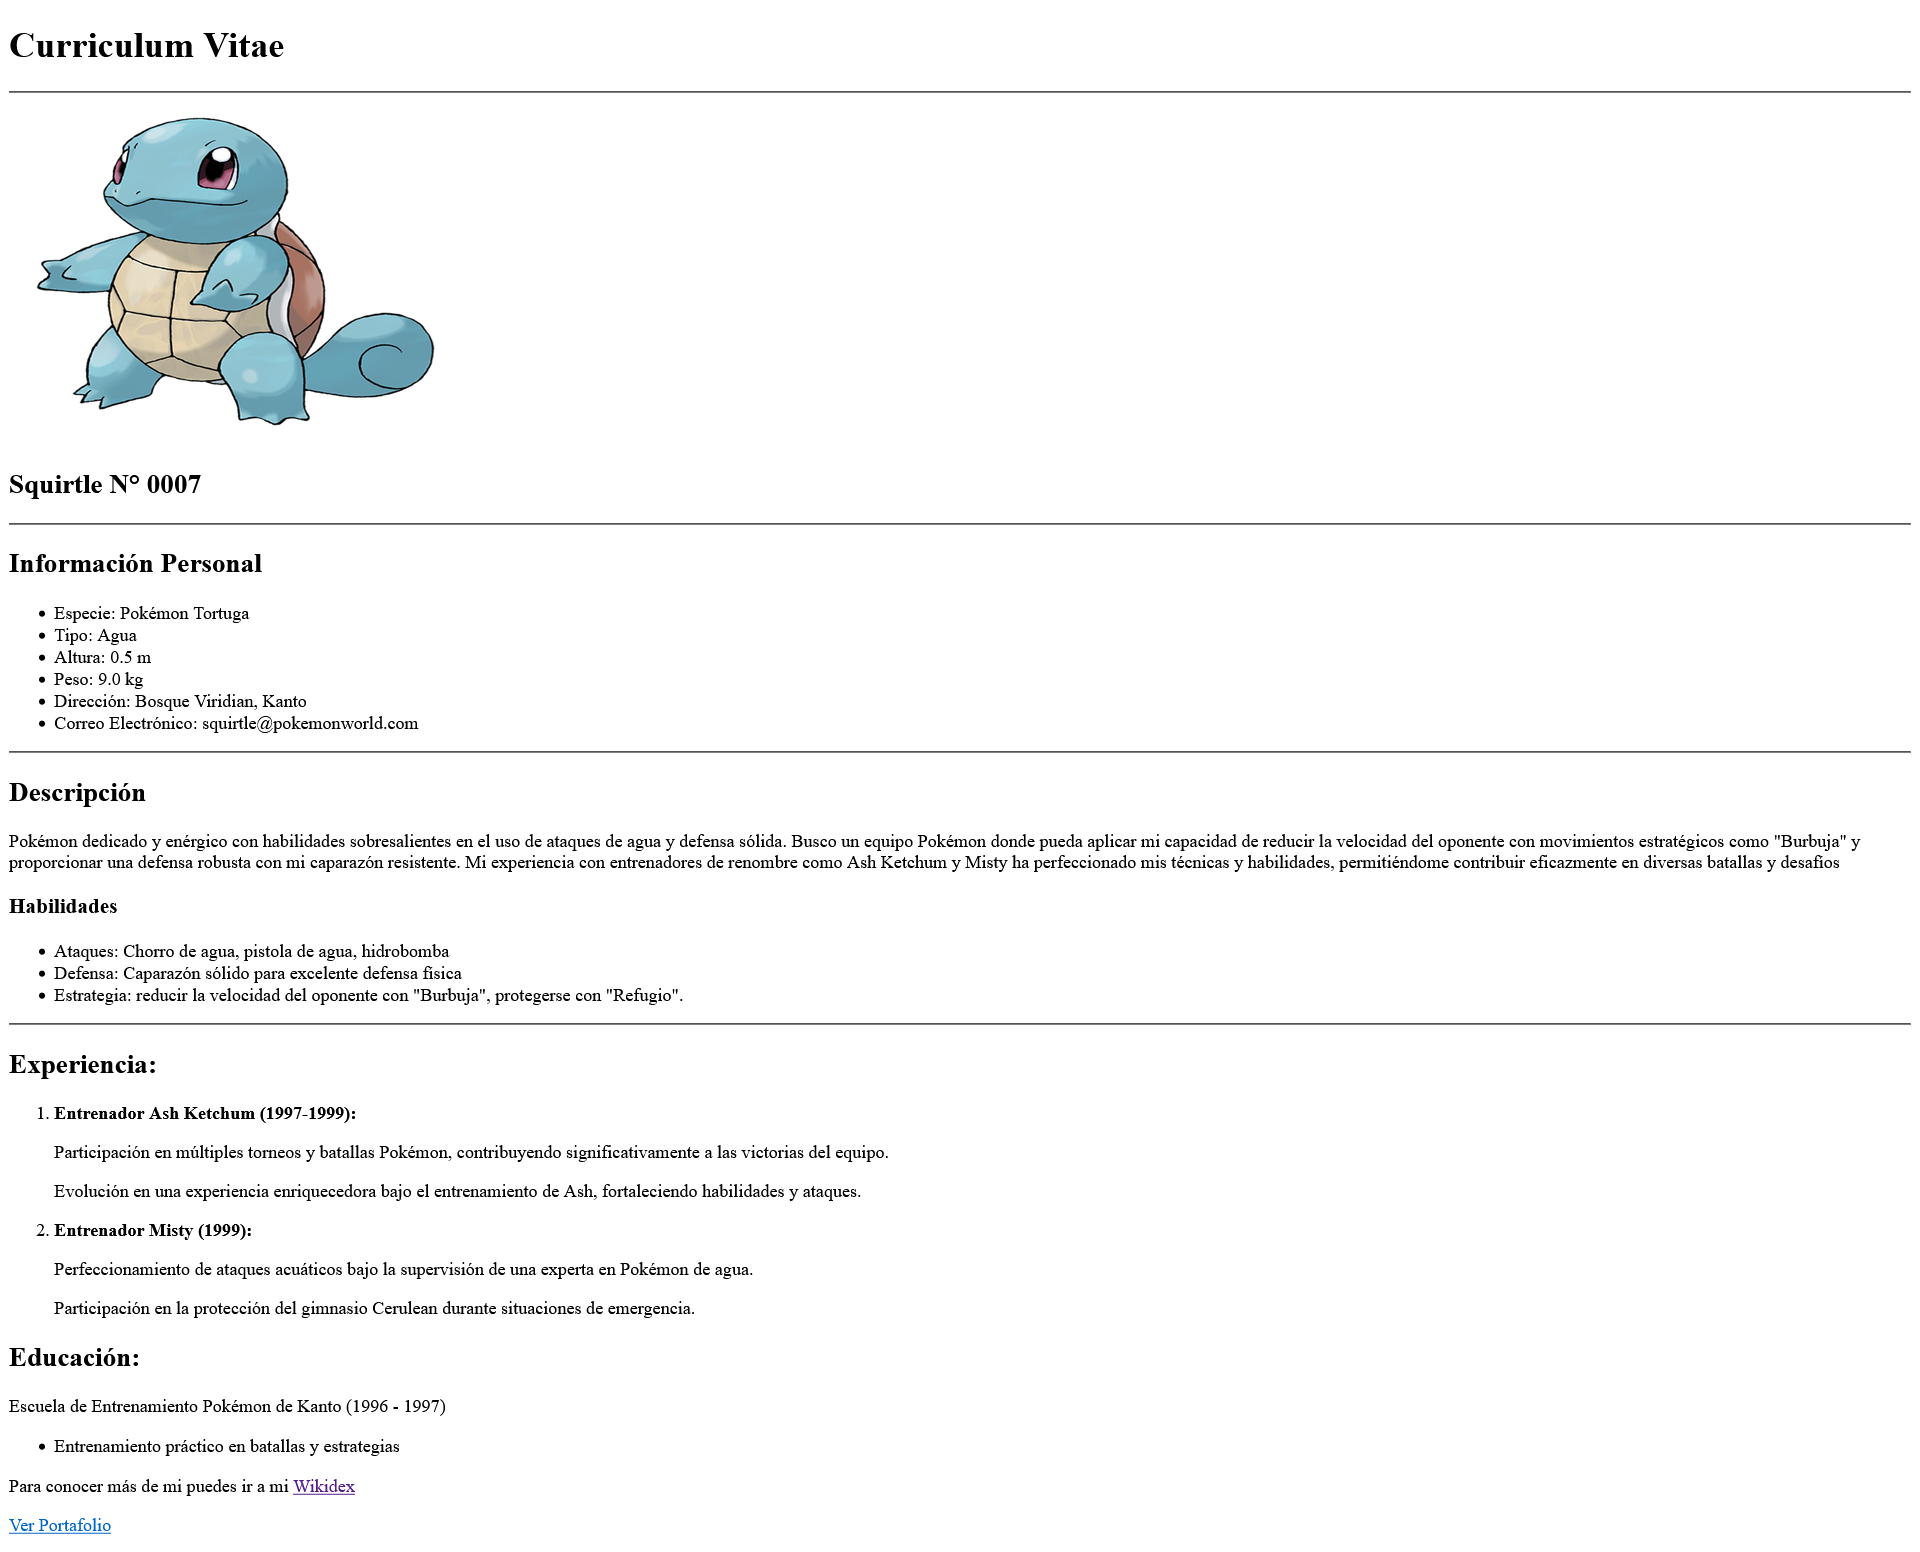 Curriculum Vitae
Squirtle N° 0007
Información Personal
Especie: Pokémon Tortuga
Tipo: Agua
Altura: 0.5 m
Peso: 9.0 kg
Dirección: Bosque Viridian, Kanto
Correo Electrónico: squirtle@pokemonworld.com
Descripción
Pokémon dedicado y enérgico con habilidades sobresalientes en el uso de ataques de agua y defensa sólida. Busco un equipo Pokémon donde pueda aplicar mi capacidad de reducir la velocidad del oponente con movimientos estratégicos como "Burbuja" y
proporcionar una defensa robusta con mi caparazón resistente. Mi experiencia con entrenadores de renombre como Ash Ketchum y Misty ha perfeccionado mis técnicas y habilidades, permitiéndome contribuir eficazmente en diversas batallas y desafíos
Habilidades
Ataques: Chorro de agua, pistola de agua, hidrobomba
Defensa: Caparazón sólido para excelente defensa física
Estrategia: reducir la velocidad del oponente con "Burbuja", protegerse con "Refugio".
Experiencia:
1. Entrenador Ash Ketchum (1997-1999):
Participación en múltiples torneos y batallas Pokémon, contribuyendo significativamente a las victorias del equipo.
Evolución en una experiencia enriquecedora bajo el entrenamiento de Ash, fortaleciendo habilidades y ataques.
2. Entrenador Misty (1999):
Perfeccionamiento de ataques acuáticos bajo la supervisión de una experta en Pokémon de agua.
Participación en la protección del gimnasio Cerulean durante situaciones de emergencia.
Educación:
Escuela de Entrenamiento Pokémon de Kanto (1996 - 1997)
Entrenamiento práctico en batallas y estrategias
Para conocer más de mi puedes ir a mi Wikidex
Ver Portafolio